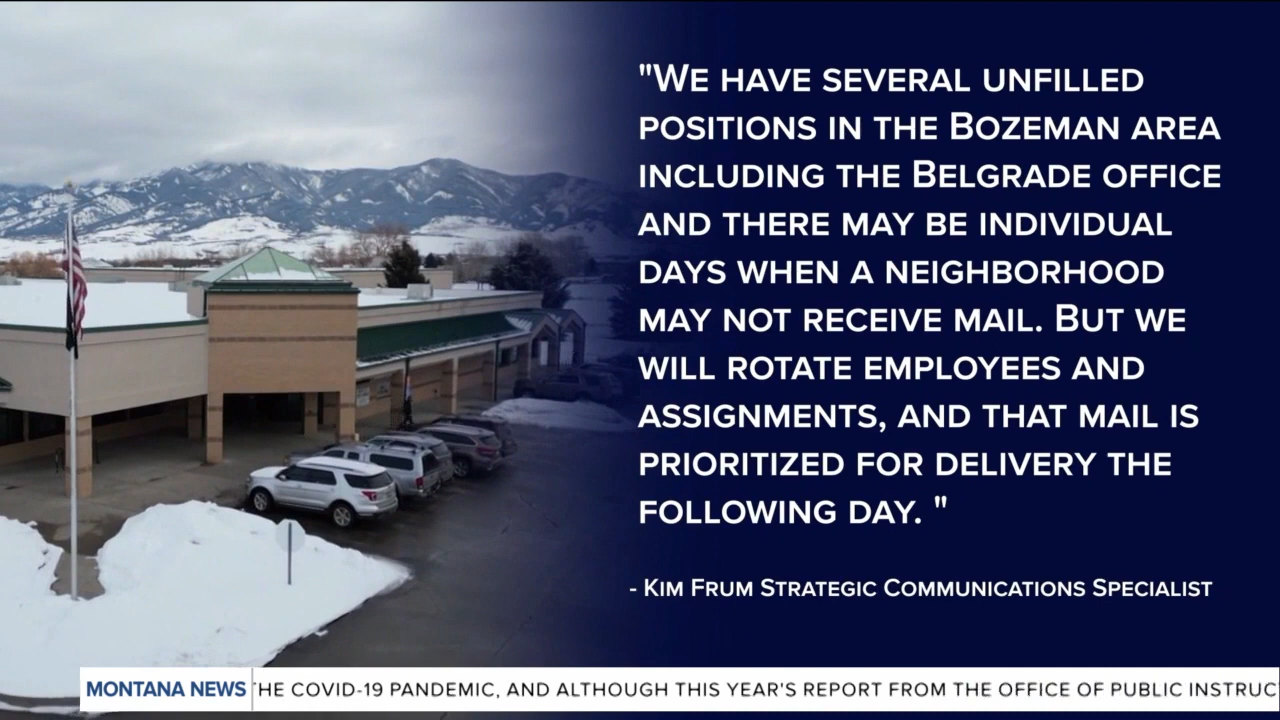 "We have several unfilled
positions in the Bozeman area
including the Belgrade office
and there may be individual
days when a neighborhood
may not receive mail. But we
will rotate employees and
assignments, and that mail is
prioritized for delivery the
following day. "
- Kim Frum Strategic Communications Specialist
MONTANA NEWS
HE COVID-19 PANDEMIC, AND ALTHOUGH THIS YEAR'S REPORT FROM THE OFFICE OF PUBLIC INSTRUC